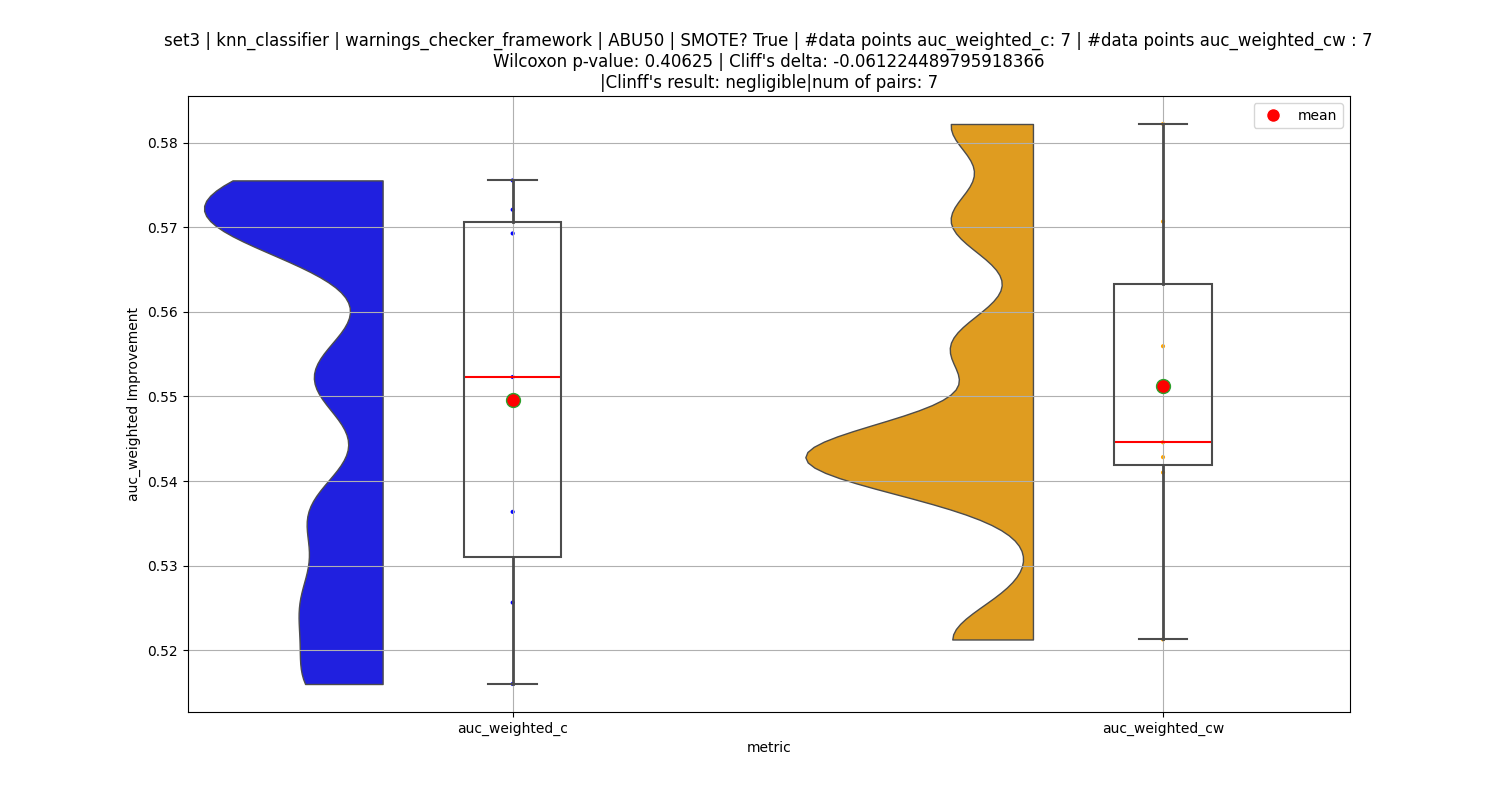 set3 | knn_classifier | warnings_checker_framework | ABU50 | SMOTE? True | #data points auc_weighted_c: 7 | #data points auc_weighted_cw : 7
Wilcoxon p-value: 0.40625 | Cliff's delta: -0.061224489795918366
|Clinff's result: negligible|num of pairs: 7
mean
0.58
0.57
0.56
0.55
0.54
0.53
0.52
auc_weighted Improvement
auc_weighted_c
auc_weighted_cw
metric